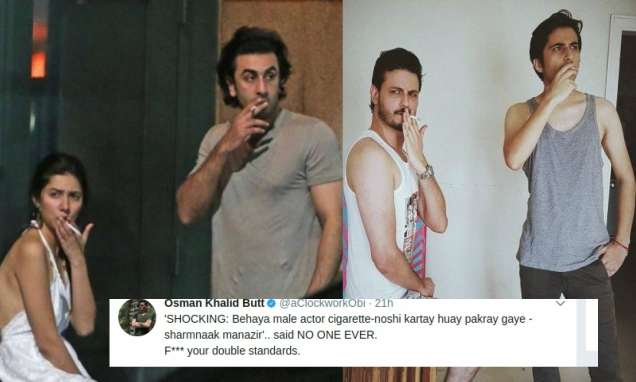 Osman Khalid Butt @aClockworkObi · 21h
'SHOCKING: Behaya male actor cigarette-noshi kartay huay pakray gaye -
sharmnaak manazir'.. said NO ONE EVER.
F*** your double standards.